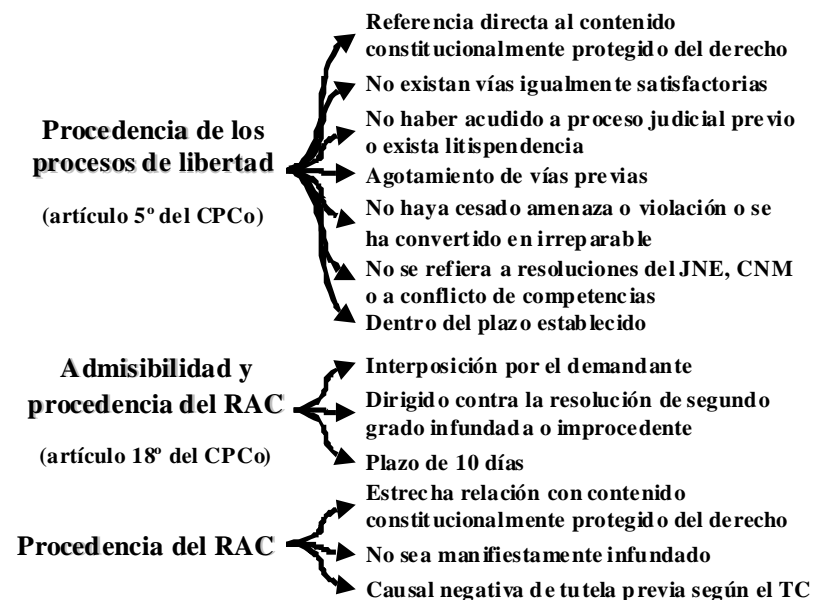 Procedencia de los
procesos de libertad
(artículo 5º del CPCo)
Referencia directa al contenido
constitucionalmente protegido del derecho
No existan vías igualmente satisfactorias
No haber acudido a proceso judicial previo
o exista litispendencia
Agotamiento de vías previas
No haya cesado amenaza o violación o se
ha convertido en irreparable
No se refiera a resoluciones del JNE, CNM
o a conflicto de competencias
Dentro del plazo establecido
Admisibilidad y
procedencia del RAC
(artículo 18º del CPCo)
Interposición por el demandante
Dirigido contra la resolución de segundo
grado infundada o improcedente
Plazo de 10 días
Procedencia del RAC
Estrecha relación con contenido
constitucionalmente protegido del derecho
No sea manifiestamente infundado
Causal negativa de tutela previa según el TC